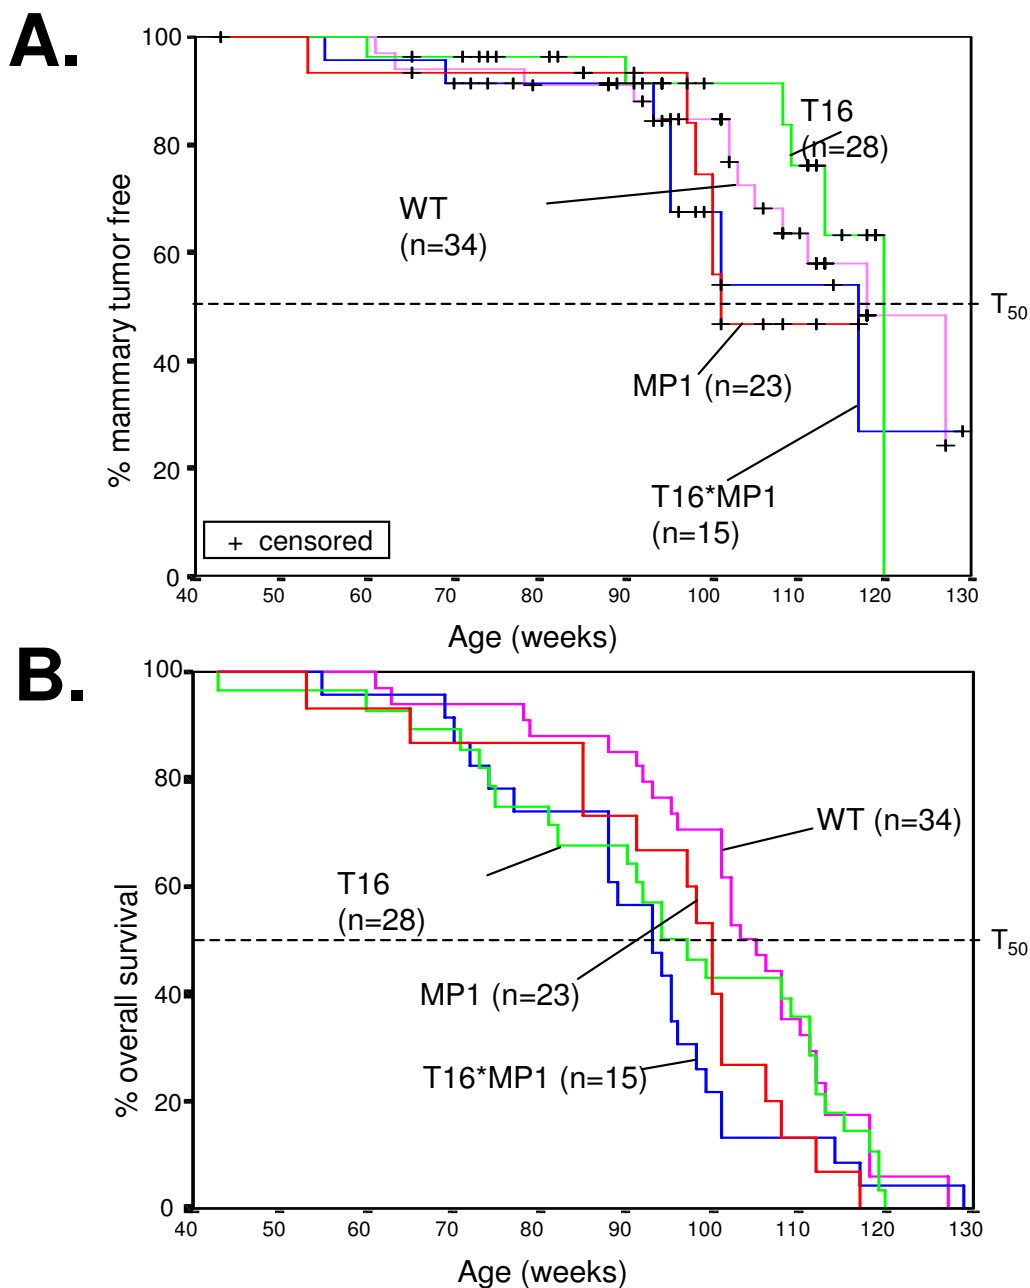 A.
100
80
60
40
20
0
% mammary tumor free
T16
(n=28)
WT
(n=34)
T50
MP1 (n=23)
T16*MP1
(n=15)
+ censored
40 50 60 70 80 90 100 110 120 130
Age (weeks)
B.
100
80
60
40
20
0
% overall survival
WT (n=34)
T16
(n=28)
T50
MP1 (n=23)
T16*MP1 (n=15)
40 50 60 70 80 90 100 110 120 130
Age (weeks)